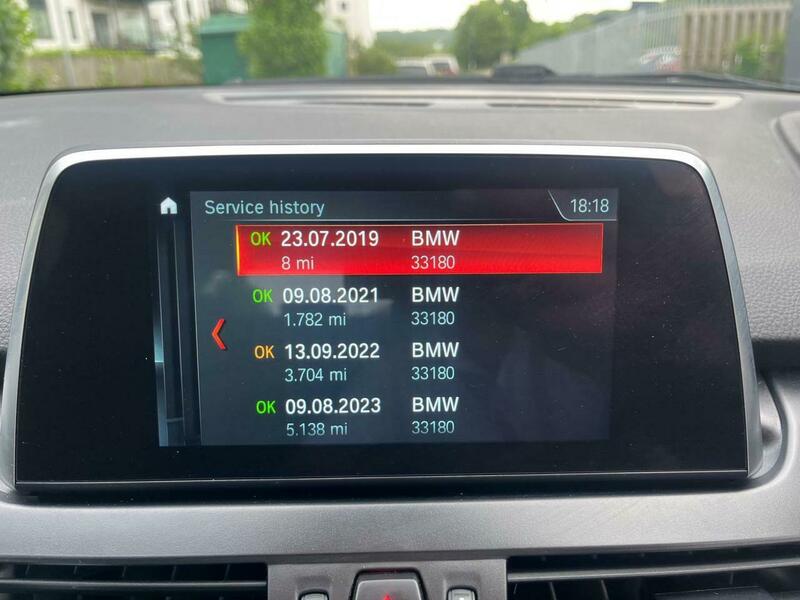 Service history 18:18
OK 23.07.2019 BMW
8 mi 33180
OK 09.08.2021 BMW
1.782 mi 33180
OK 13.09.2022 BMW
3.704 mi 33180
OK 09.08.2023 BMW
5.138 mi 33180